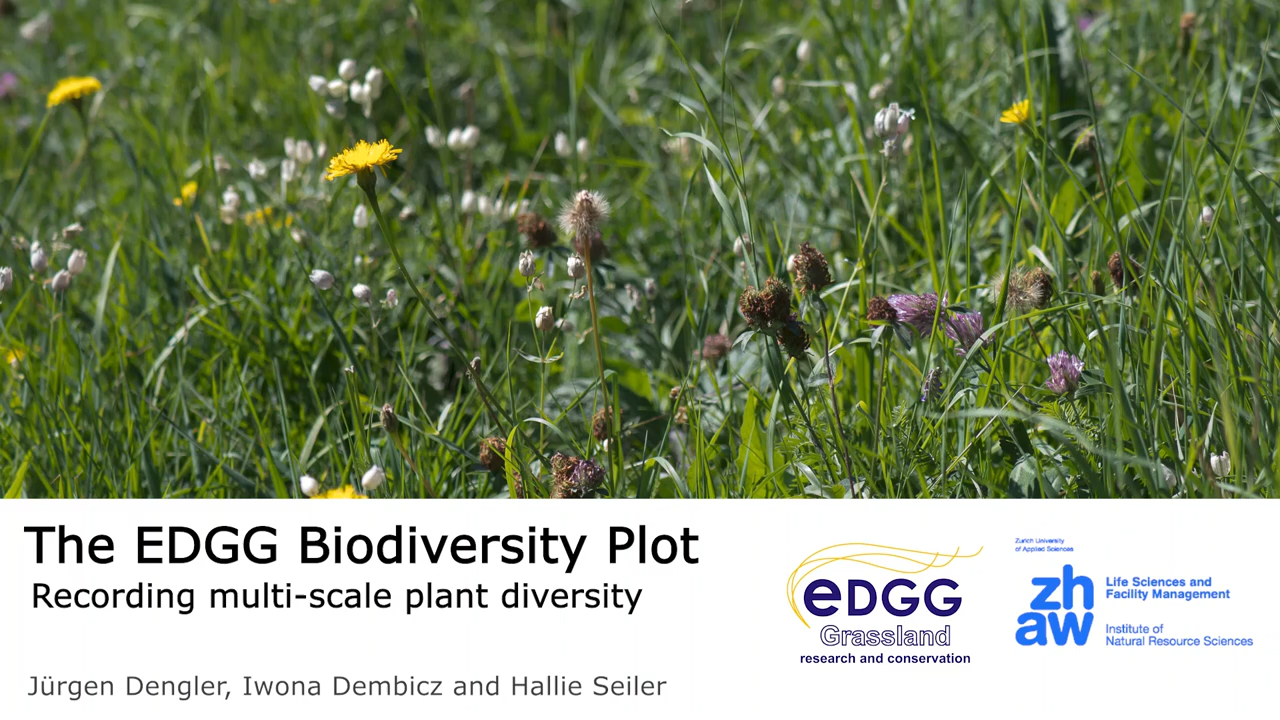 The EDGG Biodiversity Plot
Recording multi-scale plant diversity
Jürgen Dengler, Iwona Dembicz and Hallie Seiler
eDGG
Grassland
research and conservation
Zurich University
of Applied Sciences
zh
aw
Life Sciences and
Facility Management
Institute of
Natural Resource Sciences